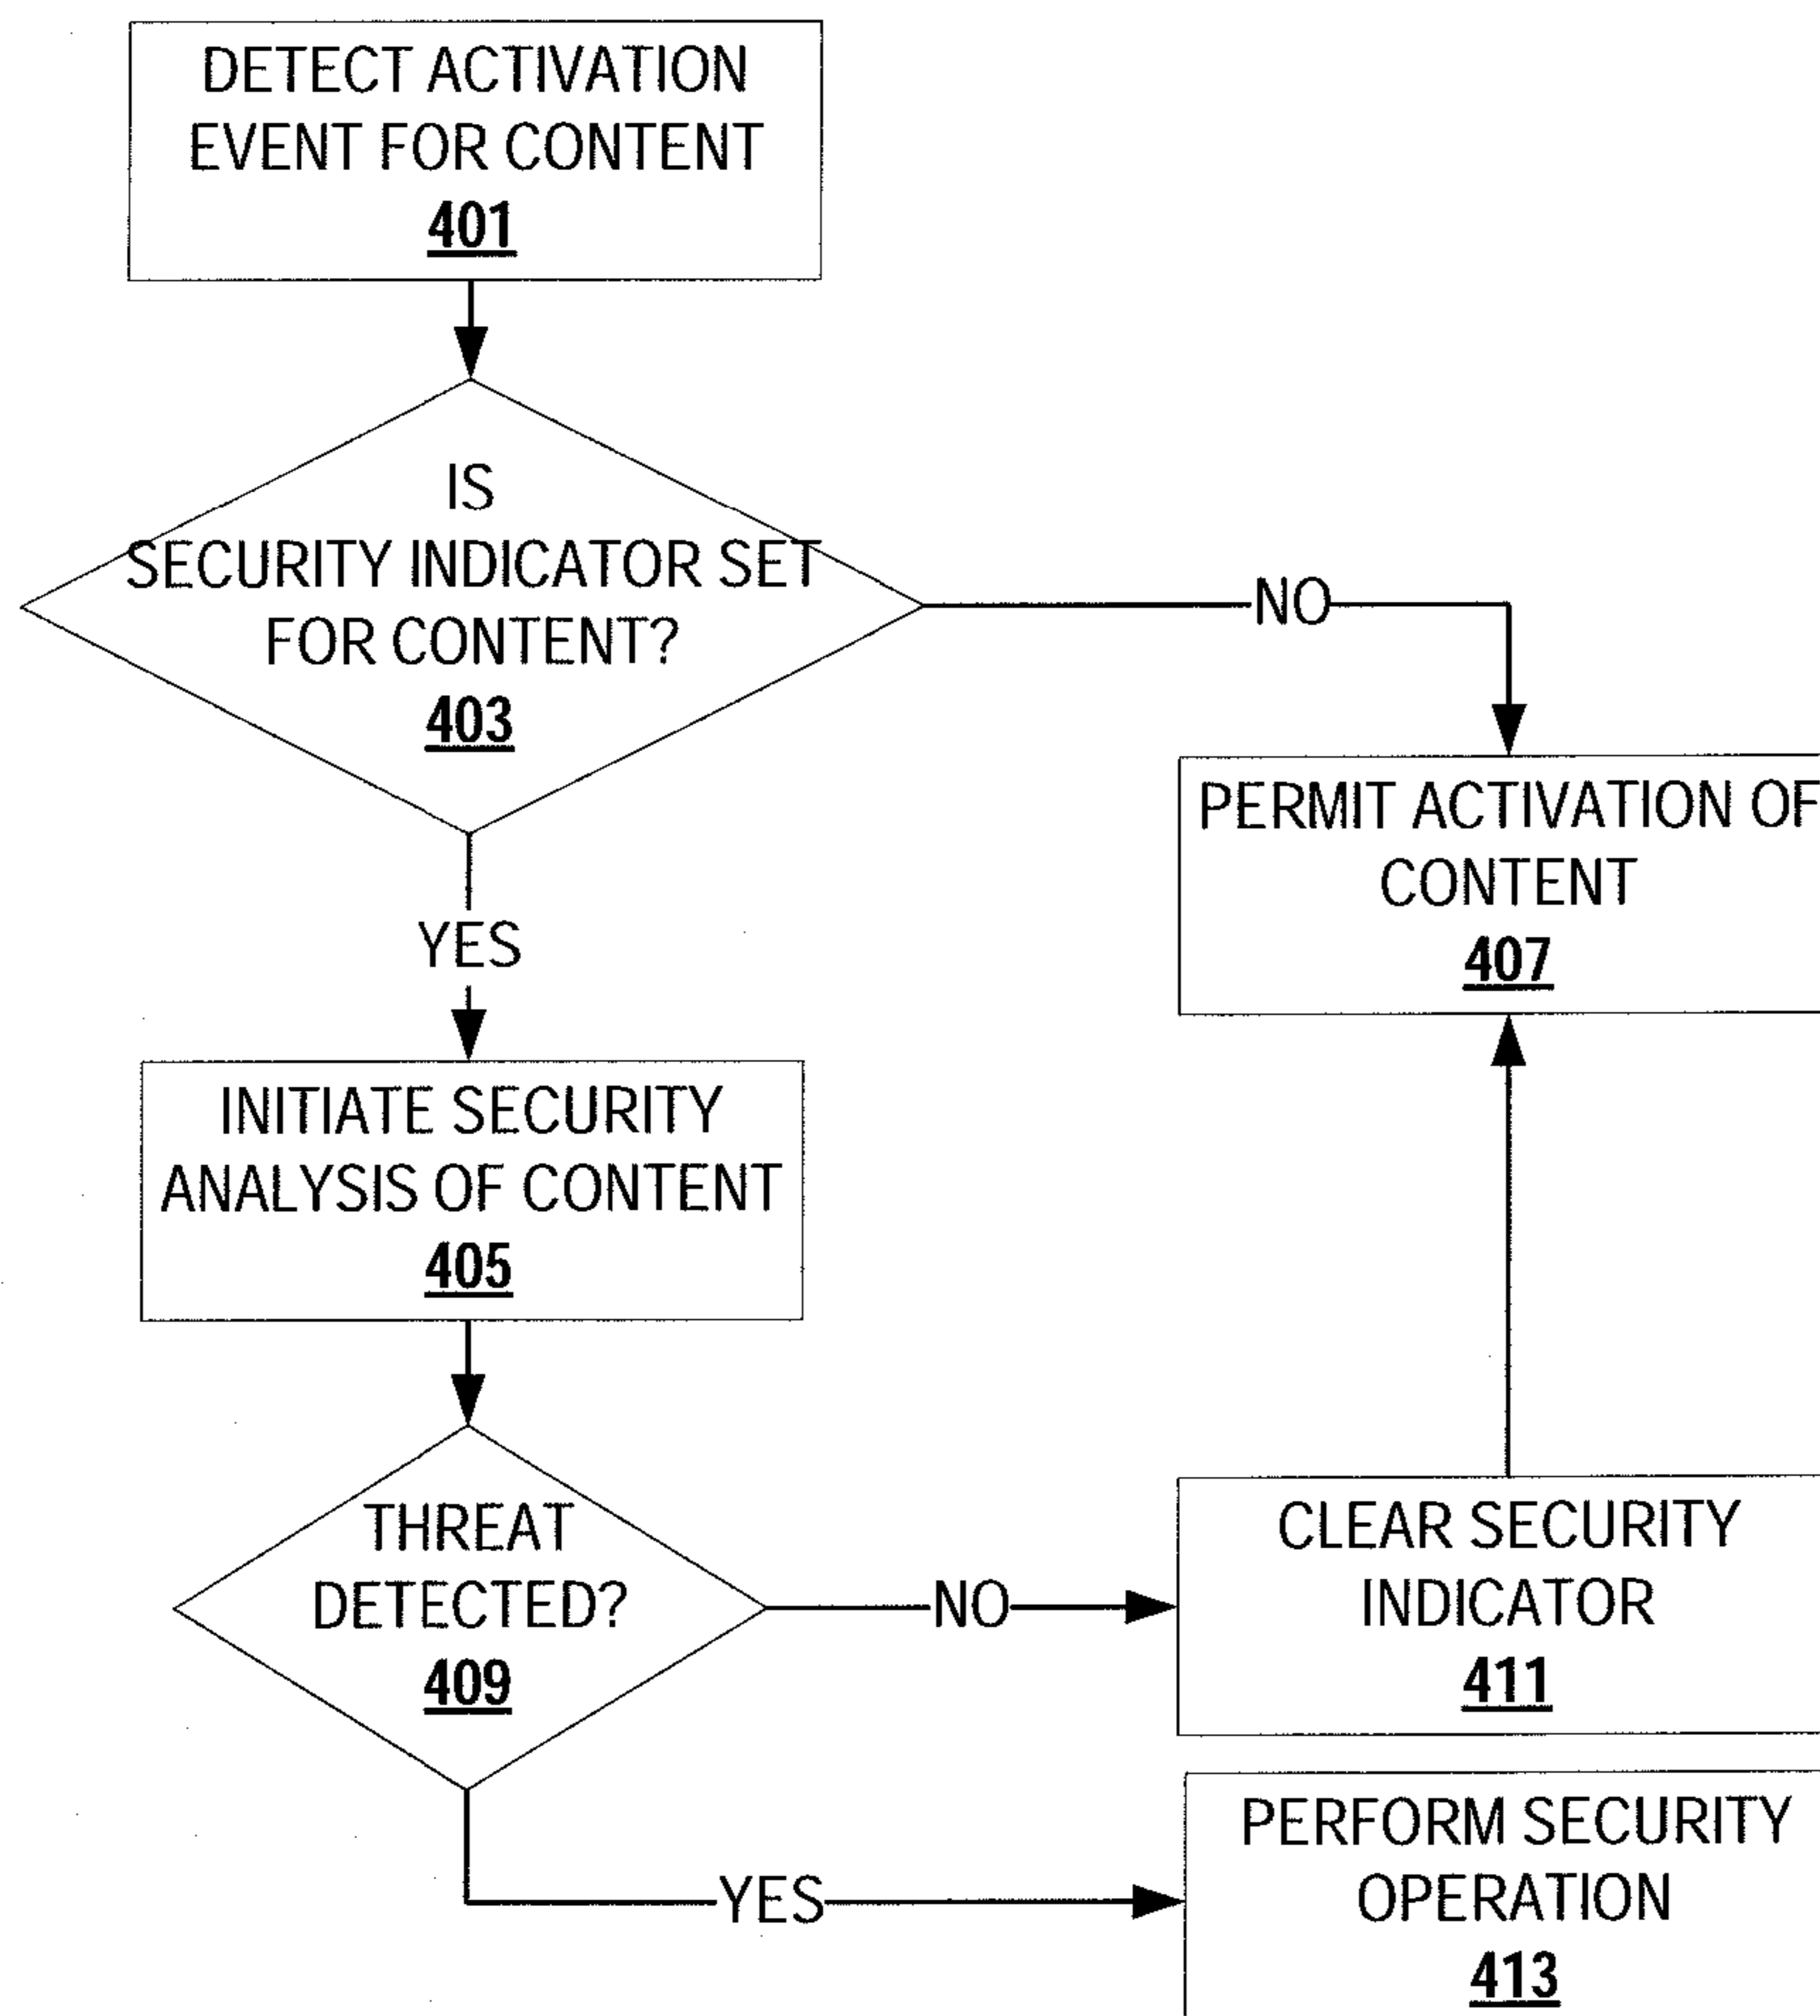 DETECT ACTIVATION
EVENT FOR CONTENT
401
IS
SECURITY INDICATOR SET
FOR CONTENT?
403
NO
PERMIT ACTIVATION OF
CONTENT
407
YES
INITIATE SECURITY
ANALYSIS OF CONTENT
405
THREAT
DETECTED?
409
NO
CLEAR SECURITY
INDICATOR
411
YES
PERFORM SECURITY
OPERATION
413